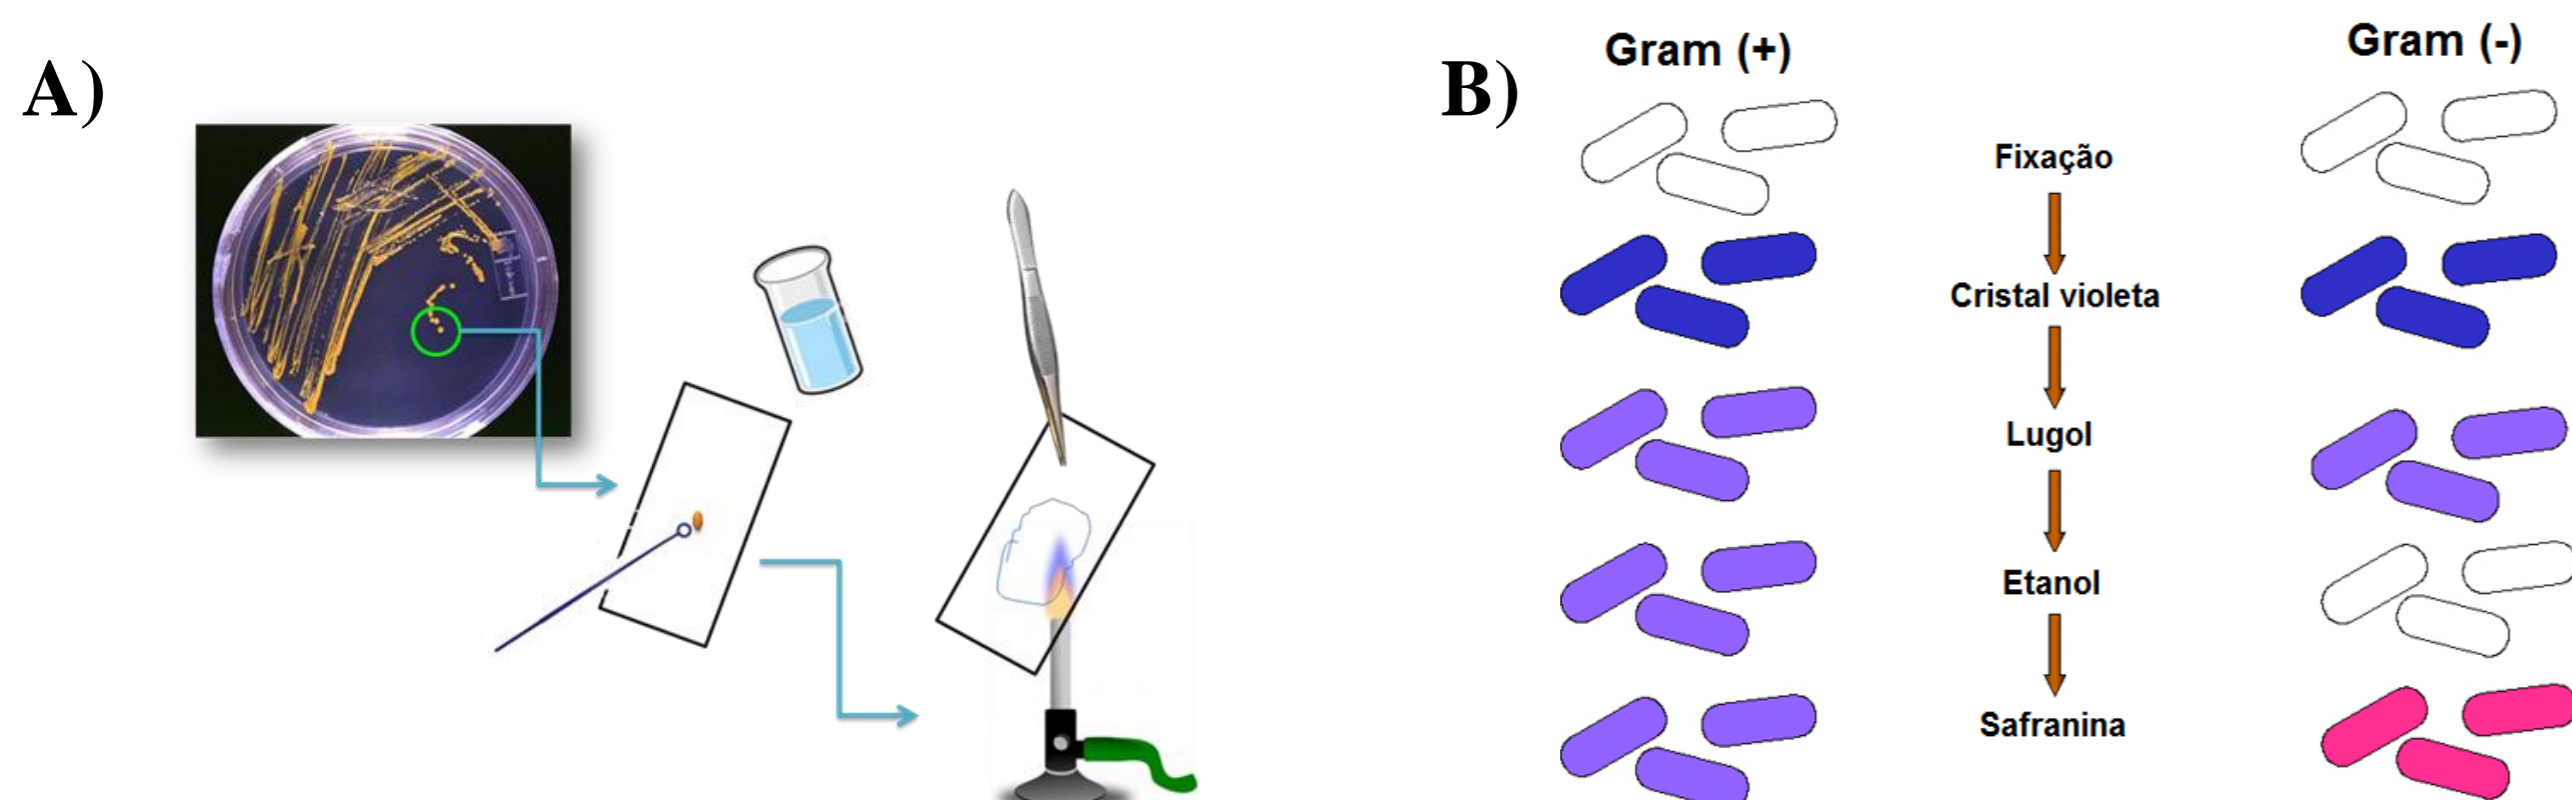 A)
B)
Gram (+)
Gram (-)
Fixação
Cristal violeta
Lugol
Etanol
Safranina